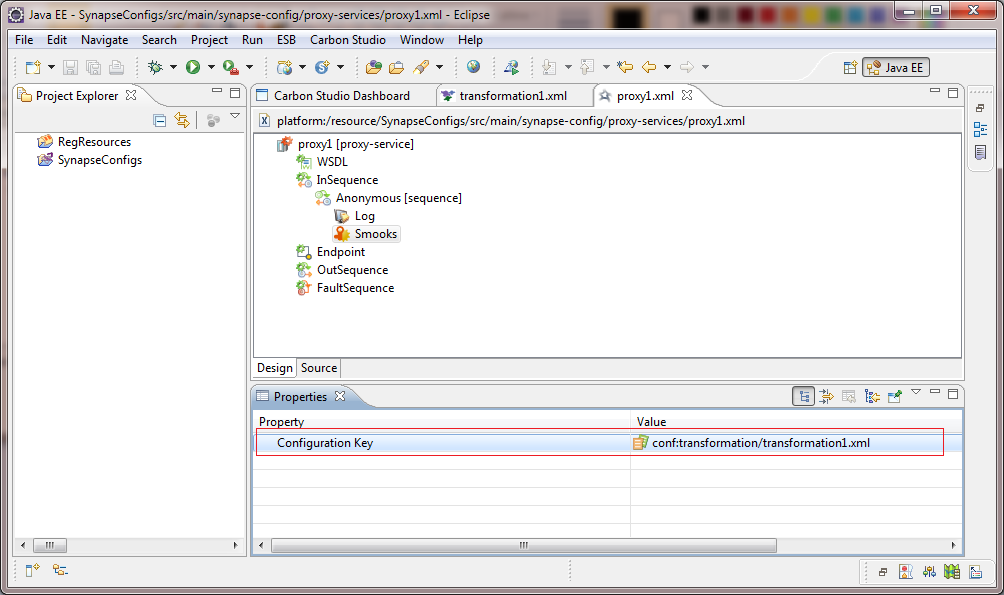 Java EE - SynapseConfigs/src/main/synapse-config/proxy-services/proxy1.xml - Eclipse
File Edit Navigate Search Project Run ESB Carbon Studio Window Help
Java EE
Project Explorer
Carbon Studio Dashboard transformation1.xml proxy1.xml
platform:/resource/SynapseConfigs/src/main/synapse-config/proxy-services/proxy1.xml
RegResources
SynapseConfigs
proxy1 [proxy-service]
WSDL
InSequence
Anonymous [sequence]
Log
Smooks
Endpoint
OutSequence
FaultSequence
Design Source
Properties
Property Value
Configuration Key conf:transformation/transformation1.xml